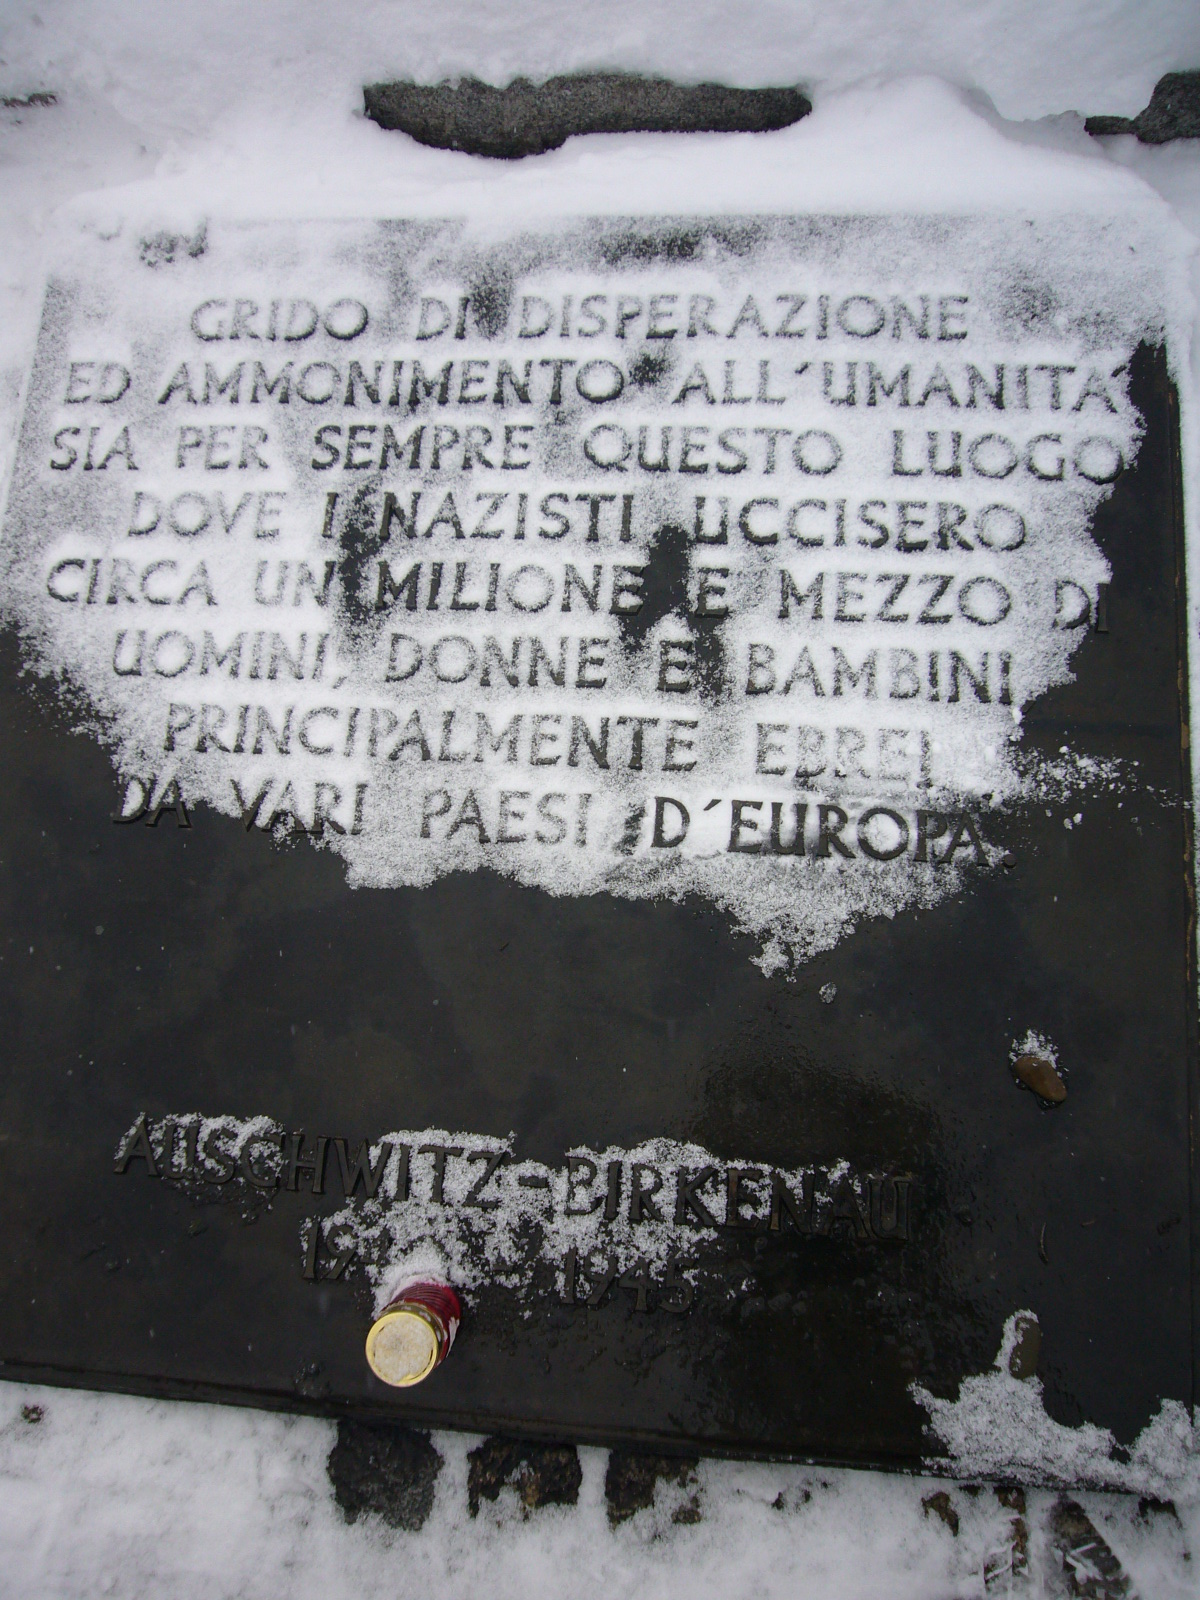 GRIDO DI DISPERAZIONE
ED AMMONIMENTO ALL´UMANITÁ
SIA PER SEMPRE QUESTO LUOGO
DOVE I NAZISTI UCCISERO
CIRCA UN MILIONE E MEZZO DI
UOMINI, DONNE E BAMBINI
PRINCIPALMENTE EBREI
DA VARI PAESI D´EUROPA.
AUSCHWITZ-BIRKENAU
- 1945